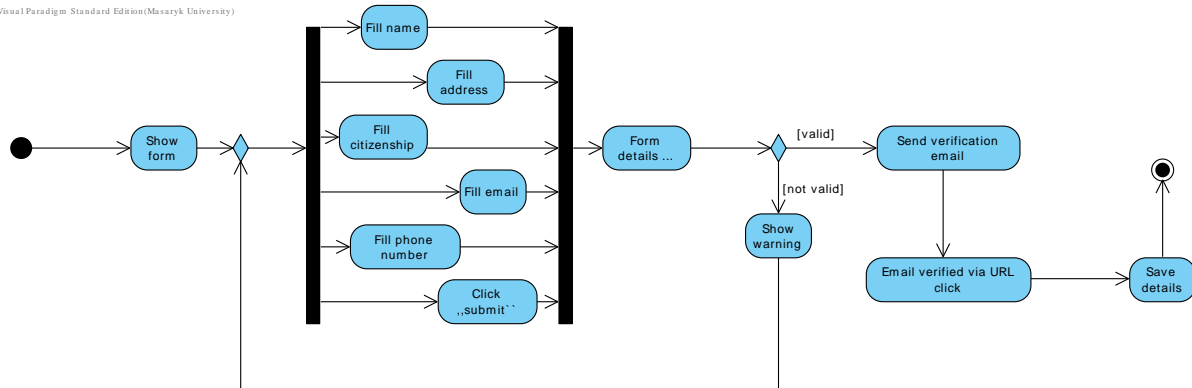 Visual Paradigm Standard Edition(Masaryk University)
Fill name
Fill
address
Show
form
Fill
citizenship
Form
details ...
[valid]
Send verification
email
Fill email
[not valid]
Show
warning
Fill phone
number
Email verified via URL
click
Save
details
Click
,,submit``